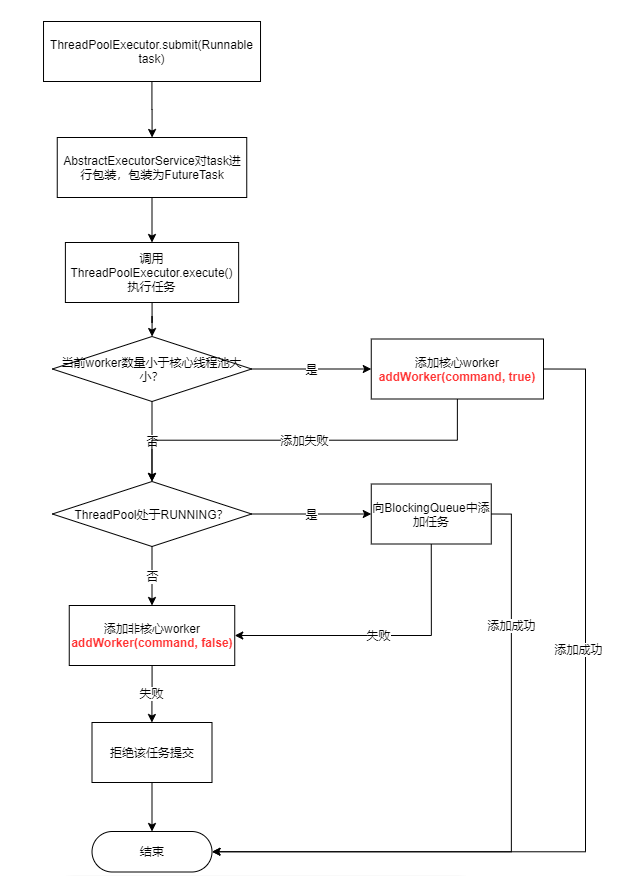 ThreadPoolExecutor.submit(Runnable
task)
AbstractExecutorService对task进
行包装，包装为FutureTask
调用
ThreadPoolExecutor.execute()
执行任务
当前worker数量小于核心线程池大
小？
是
添加核心worker
addWorker(command, true)
否
添加失败
ThreadPool处于RUNNING？
是
向BlockingQueue中添
加任务
否
添加非核心worker
addWorker(command, false)
失败
添加成功
添加成功
失败
拒绝该任务提交
结束